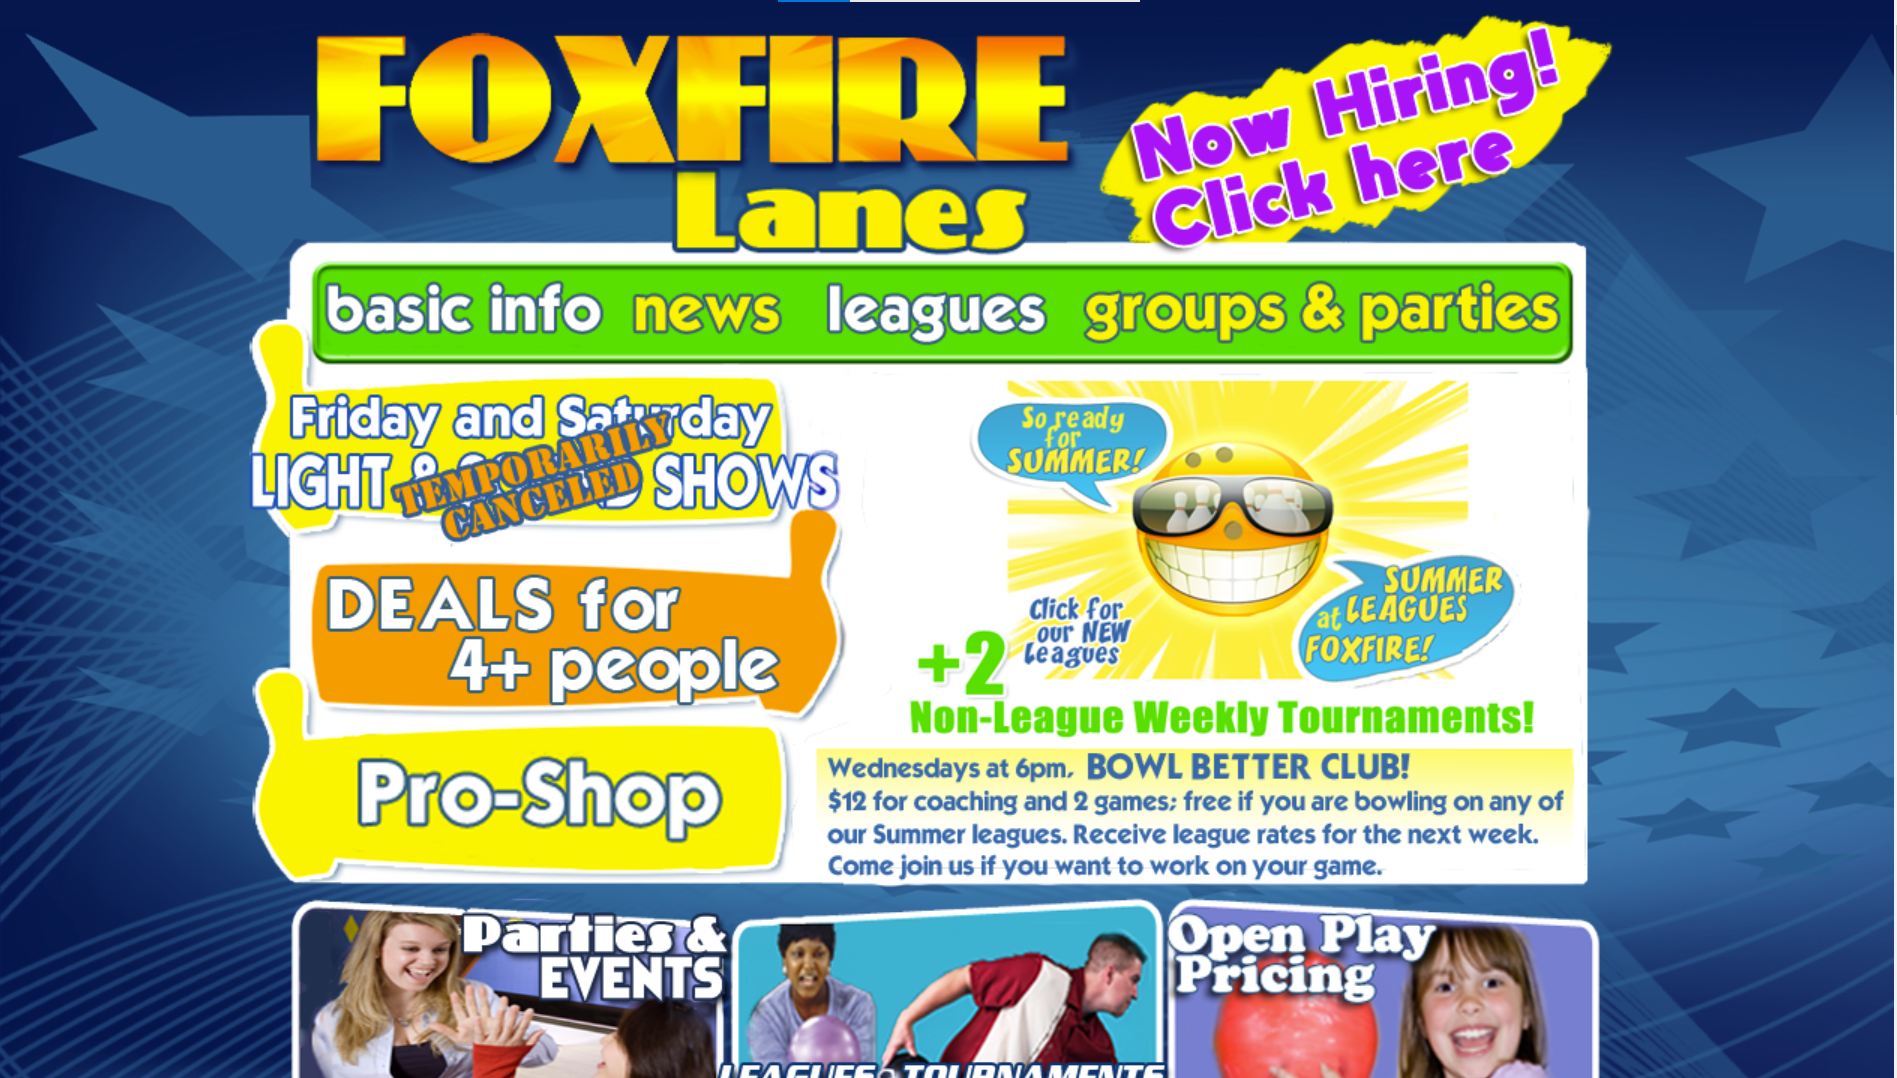 FOXFIRE
Lanes
Now Hiring!
Click here
basic info news leagues groups & parties
Friday and Saturday
LIGHT & SHOWS
TEMPORARILY
CANCELED
DEALS for
4+ people
Pro-Shop
So ready
for
SUMMER!
SUMMER
at LEAGUES
FOXFIRE!
Click for
our NEW
Leagues
+2
Non-League Weekly Tournaments!
Wednesdays at 6pm, BOWL BETTER CLUB!
$12 for coaching and 2 games; free if you are bowling on any of
our Summer leagues. Receive league rates for the next week.
Come join us if you want to work on your game.
Parties &
EVENTS
Open Play
Pricing
LEAGUES & TOURNAMENTS